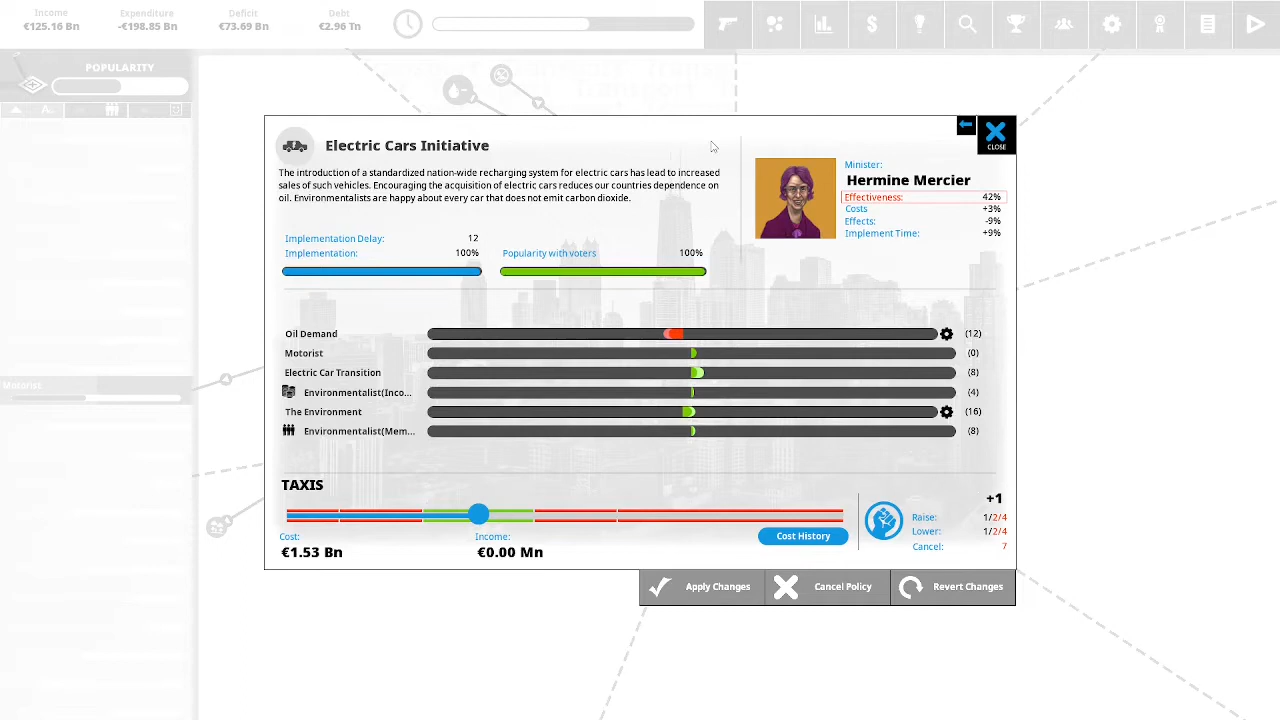 Income Expenditure Deficit Debt
€125.16 Bn -€198.85 Bn €73.69 Bn €2.96 Tn
POPULARITY
Motorist
Electric Cars Initiative
The introduction of a standardized nation-wide recharging system for electric cars has lead to increased
sales of such vehicles. Encouraging the acquisition of electric cars reduces our countries dependence on
oil. Environmentalists are happy about every car that does not emit carbon dioxide.
CLOSE
Minister:
Hermine Mercier
Effectiveness: 42%
Costs +3%
Effects: -9%
Implement Time: +9%
Implementation Delay: 12
Implementation: 100% Popularity with voters 100%
Oil Demand (12)
Motorist (0)
Electric Car Transition (8)
Environmentalist(Inco... (4)
The Environment (16)
Environmentalist(Mem... (8)
TAXIS
Cost: Income:
€1.53 Bn €0.00 Mn
Cost History
+1
Raise: 1/2/4
Lower: 1/2/4
Cancel: 7
Apply Changes Cancel Policy Revert Changes